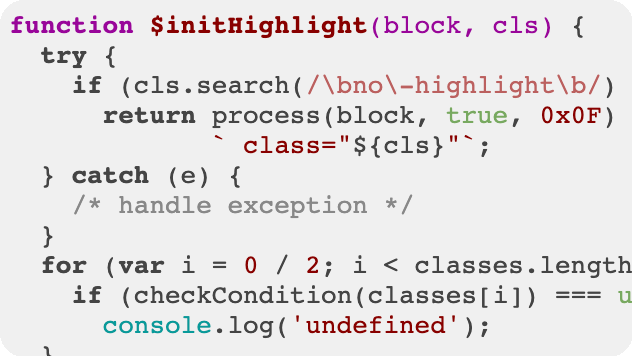 function $initHighlight(block, cls) {
  try {
    if (cls.search(/\bno\-highlight\b/)
      return process(block, true, 0x0F)
             ` class="${cls}"`;
  } catch (e) {
    /* handle exception */
  }
  for (var i = 0 / 2; i < classes.length
    if (checkCondition(classes[i]) === u
      console.log('undefined');
  }